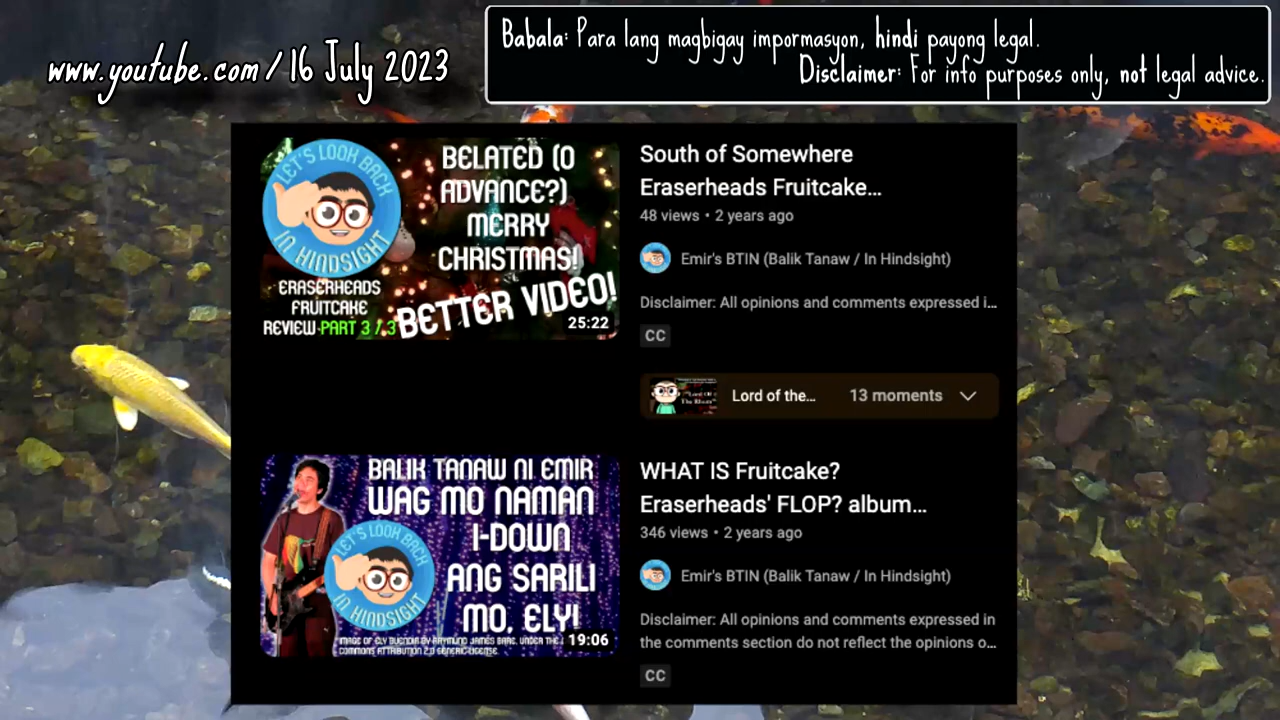 www.youtube.com / 16 July 2023
Babala: Para lang magbigay impormasyon, hindi payong legal.
Disclaimer: For info purposes only, not legal advice.
LET'S LOOK BACK
IN HINDSIGHT
ERASERHEADS
FRUITCAKE
REVIEW PART 3 / 3
BELATED (O
ADVANCE?)
MERRY
CHRISTMAS!
BETTER VIDEO!
25:22
South of Somewhere
Eraserheads Fruitcake...
48 views • 2 years ago
Emir's BTIN (Balik Tanaw / In Hindsight)
Disclaimer: All opinions and comments expressed i...
CC
Lord of the...
13 moments
BALIK TANAW NI EMIR
WAG MO NAMAN
I-DOWN
ANG SARILI
MO, ELY!
LET'S LOOK BACK
IN HINDSIGHT
IMAGE OF ELY BUENDIA BY RAYMUND JAMES BARE. UNDER THE
COMMONS ATTRIBUTION 2.0 GENERIC LICENSE.
19:06
WHAT IS Fruitcake?
Eraserheads' FLOP? album...
346 views • 2 years ago
Emir's BTIN (Balik Tanaw / In Hindsight)
Disclaimer: All opinions and comments expressed in
the comments section do not reflect the opinions o...
CC